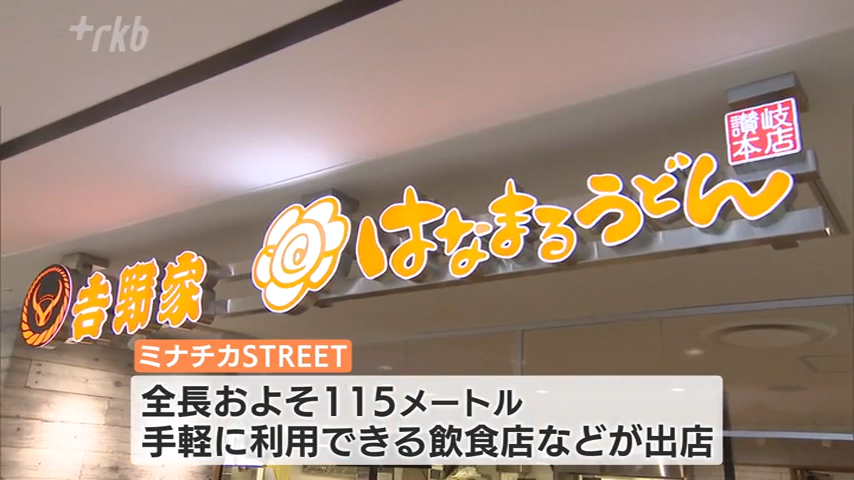 +rkb
讃岐
本店
はなまるうどん
吉野家
ミナチカSTREET
全長およそ115メートル
手軽に利用できる飲食店などが出店